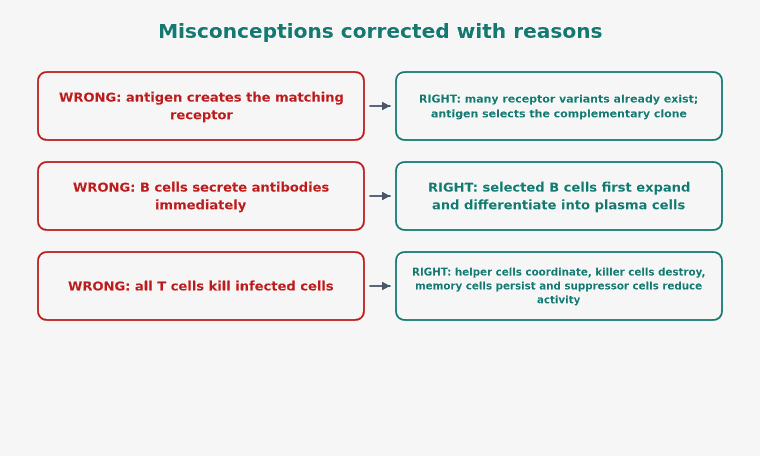 Misconceptions corrected with reasons
WRONG: antigen creates the matching
receptor
RIGHT: many receptor variants already exist;
antigen selects the complementary clone
WRONG: B cells secrete antibodies
immediately
RIGHT: selected B cells first expand
and differentiate into plasma cells
WRONG: all T cells kill infected cells
RIGHT: helper cells coordinate, killer cells destroy,
memory cells persist and suppressor cells reduce
activity